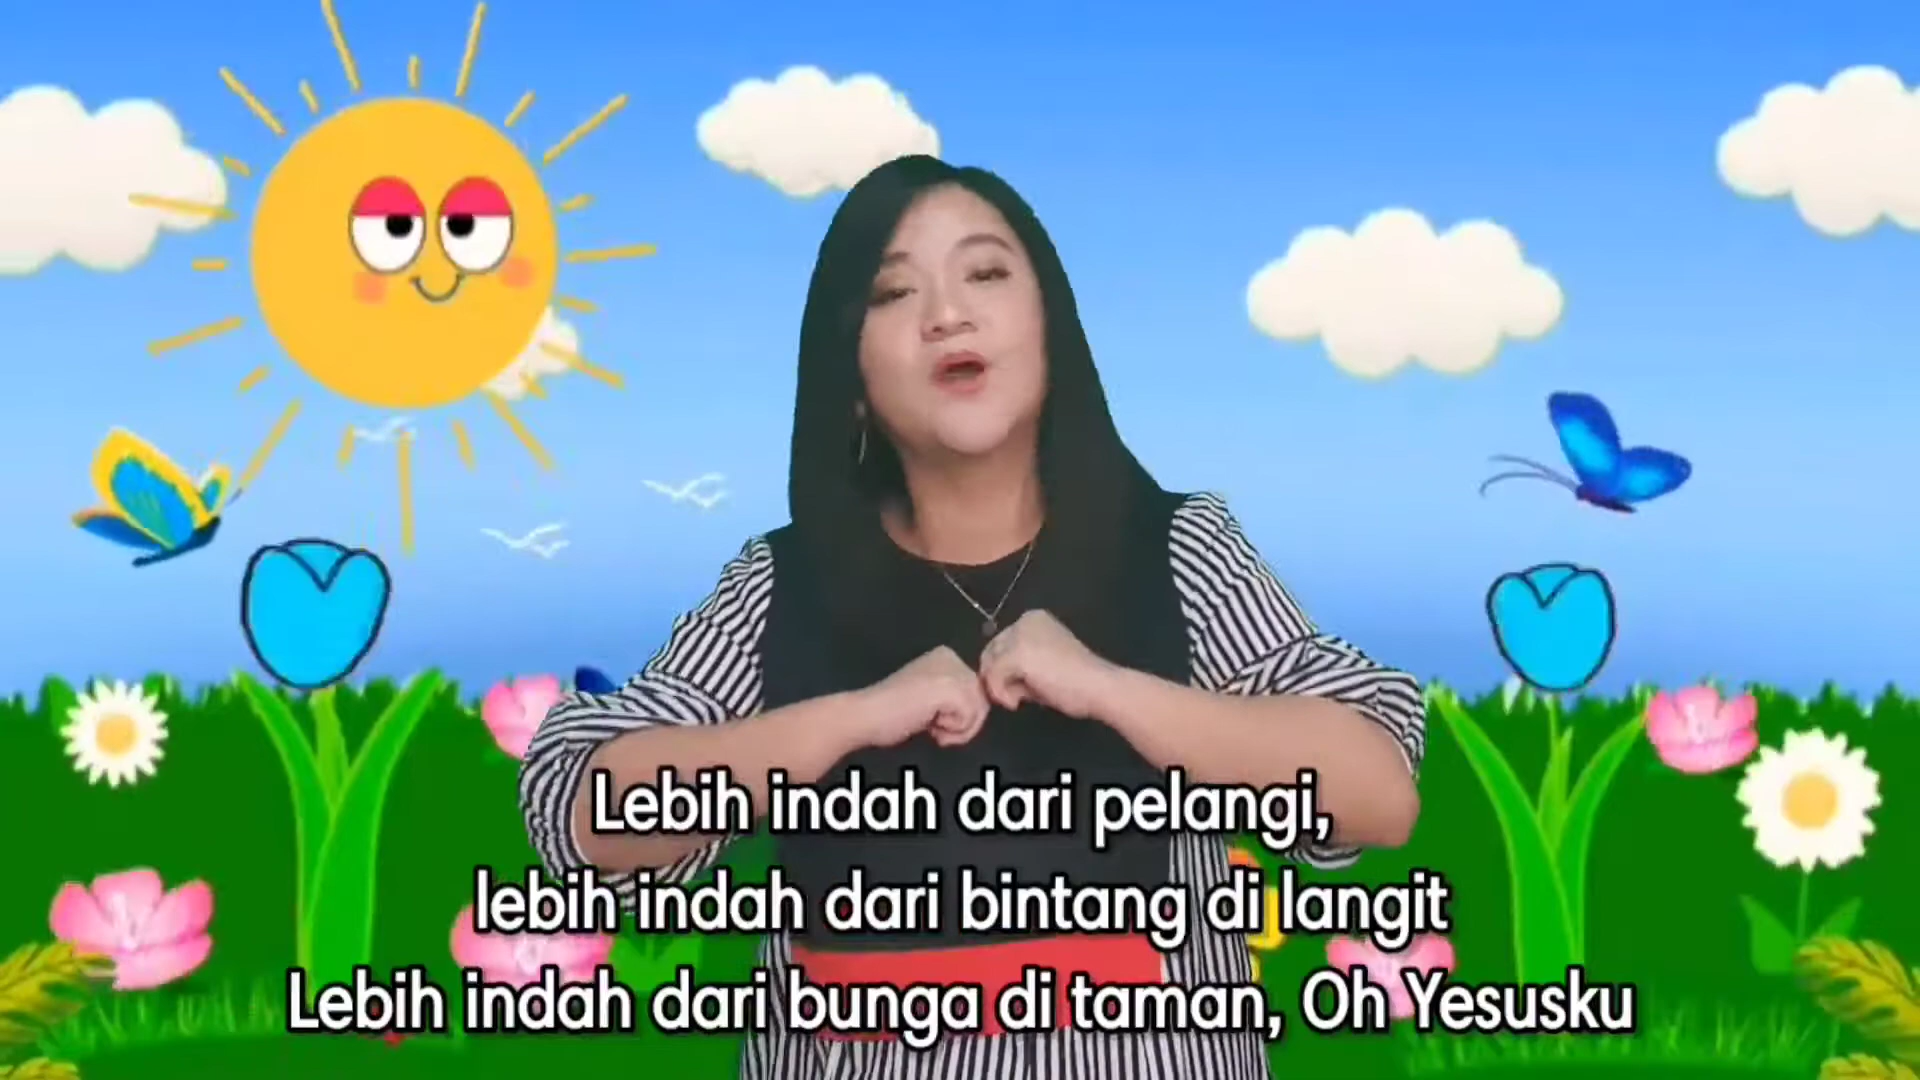 Lebih indah dari pelangi,
lebih indah dari bintang di langit
Lebih indah dari bunga di taman, Oh Yesusku